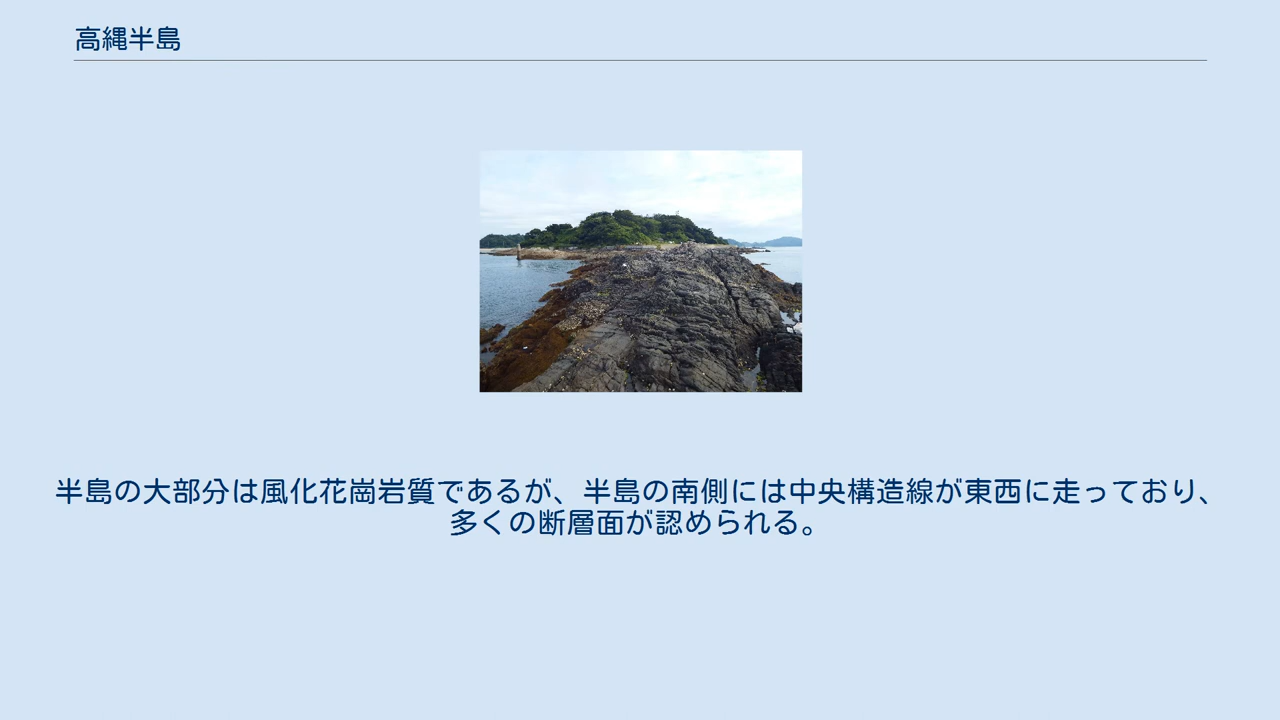 高縄半島
半島の大部分は風化花崗岩質であるが、半島の南側には中央構造線が東西に走っており、
多くの断層面が認められる。